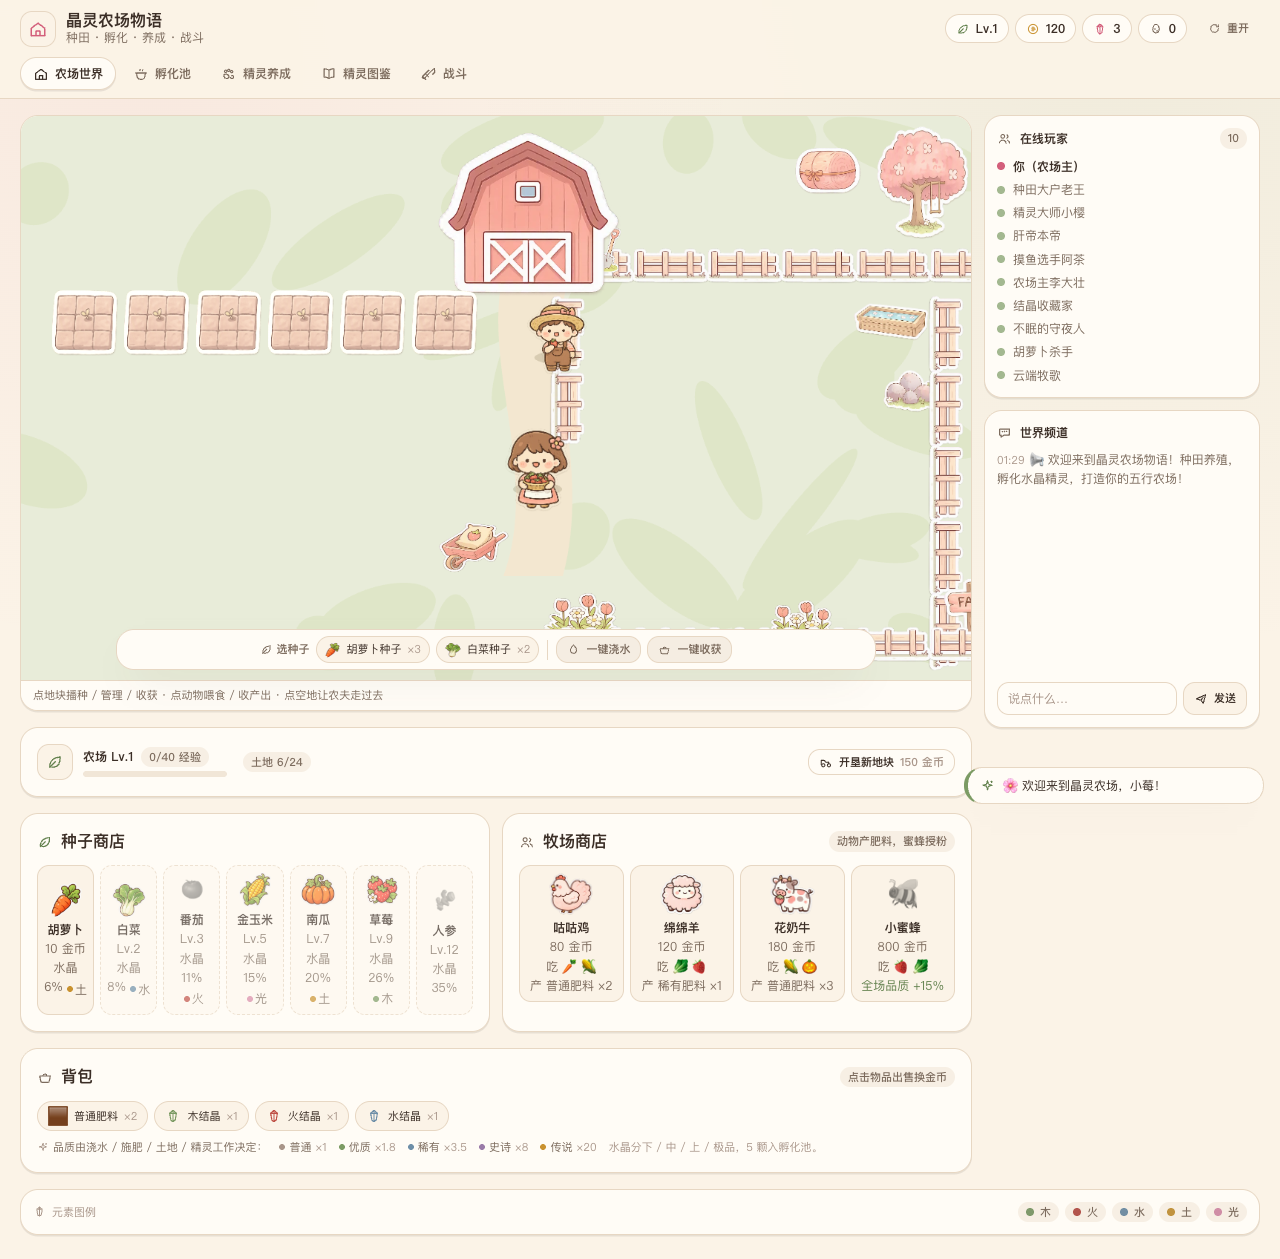 晶灵农场物语
种田 · 孵化 · 养成 · 战斗
Lv.1
120
3
0
重开
农场世界
孵化池
精灵养成
精灵图鉴
战斗
FA
选种子
胡萝卜种子 ×3
白菜种子 ×2
一键浇水
一键收获
点地块播种 / 管理 / 收获 · 点动物喂食 / 收产出 · 点空地让农夫走过去
在线玩家
10
你（农场主）
种田大户老王
精灵大师小樱
肝帝本帝
摸鱼选手阿茶
农场主李大壮
结晶收藏家
不眠的守夜人
胡萝卜杀手
云端牧歌
世界频道
01:29 欢迎来到晶灵农场物语！种田养殖，
孵化水晶精灵，打造你的五行农场！
说点什么...
发送
农场 Lv.1
0/40 经验
土地 6/24
开垦新地块 150 金币
欢迎来到晶灵农场，小莓！
种子商店
胡萝卜
10 金币
水晶
6% 土
白菜
Lv.2
水晶
8% 水
番茄
Lv.3
水晶
11%
火
金玉米
Lv.5
水晶
15%
光
南瓜
Lv.7
水晶
20%
土
草莓
Lv.9
水晶
26%
木
人参
Lv.12
水晶
35%
牧场商店
动物产肥料，蜜蜂授粉
咕咕鸡
80 金币
吃
产 普通肥料 ×2
绵绵羊
120 金币
吃
产 稀有肥料 ×1
花奶牛
180 金币
吃
产 普通肥料 ×3
小蜜蜂
800 金币
吃
全场品质 +15%
背包
点击物品出售换金币
普通肥料 ×2
木结晶 ×1
火结晶 ×1
水结晶 ×1
品质由浇水 / 施肥 / 土地 / 精灵工作决定：
普通 ×1
优质 ×1.8
稀有 ×3.5
史诗 ×8
传说 ×20
水晶分下 / 中 / 上 / 极品，5 颗入孵化池。
元素图例
木
火
水
土
光